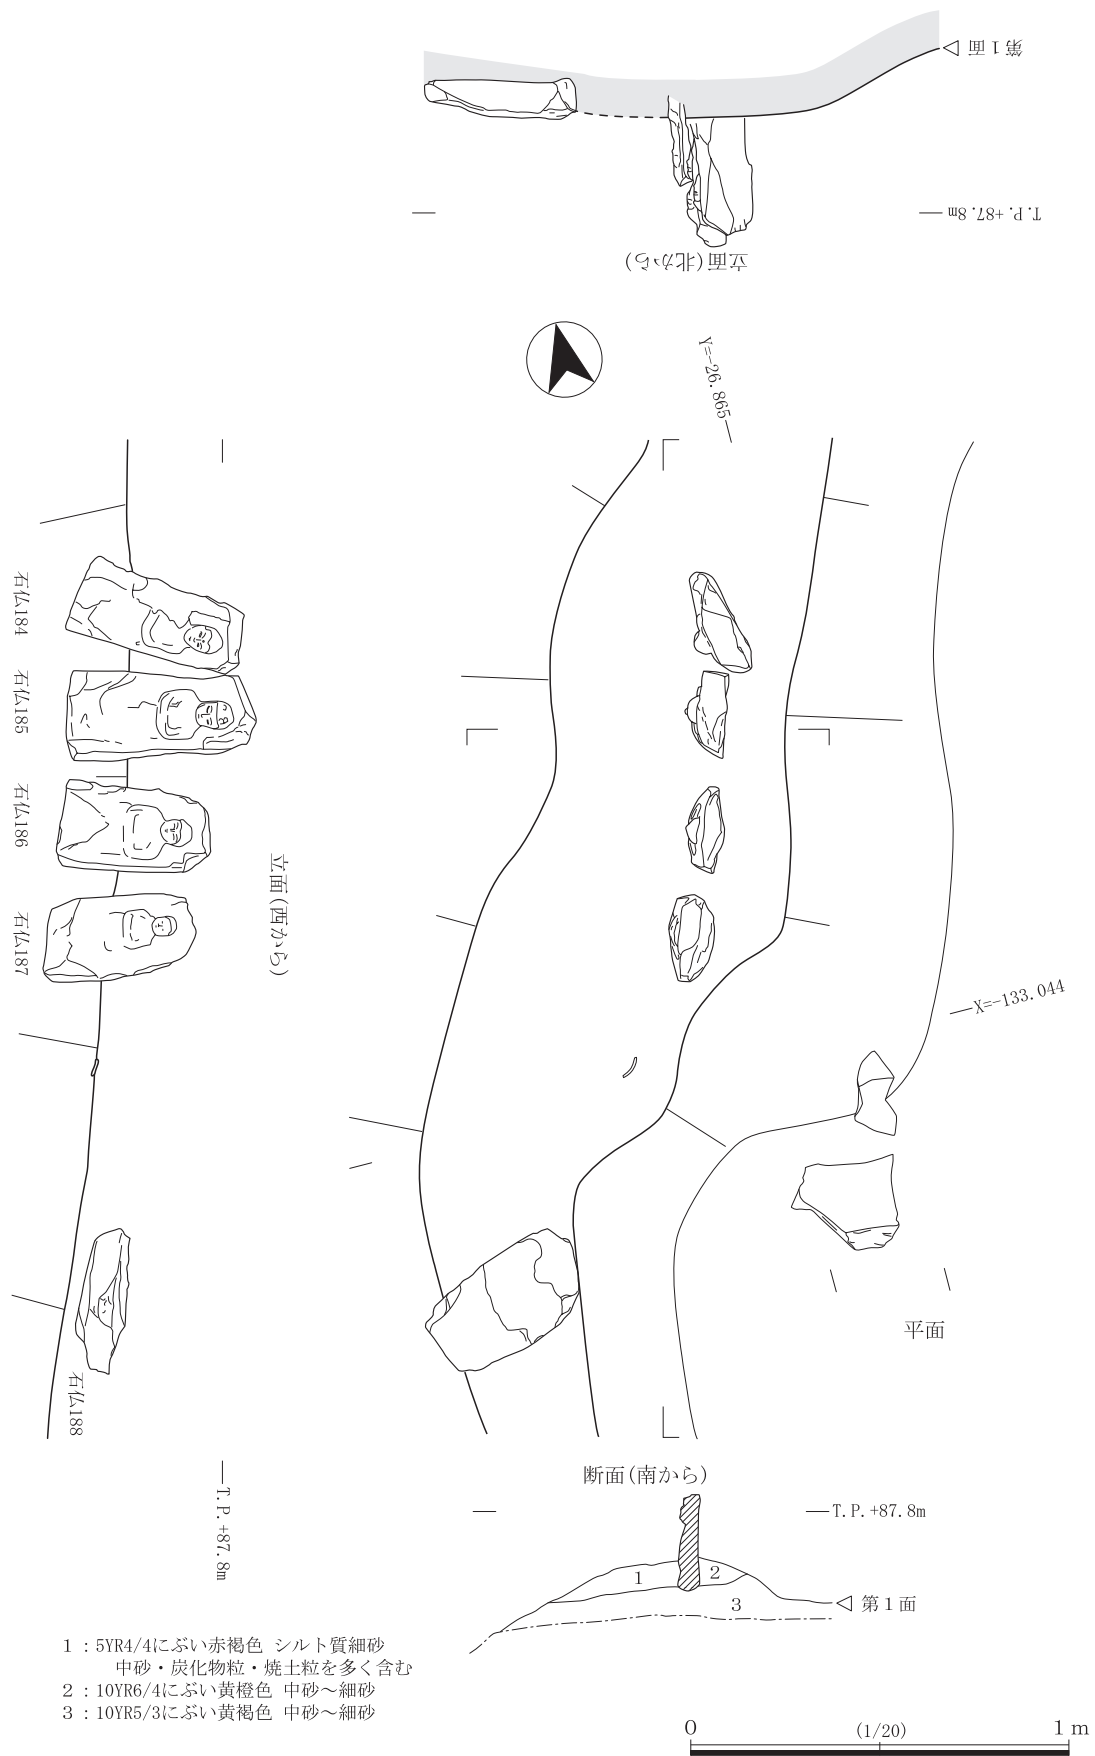 第１面
T.P.+87.8m
立面(北から)
Y=-26.865
石仏184
石仏185
石仏186
石仏187
立面(西から)
X=-133.044
平面
石仏188
T.P.+87.8m
断面(南から)
T.P.+87.8m
1
2
3
第１面
1：5YR4/4にぶい赤褐色 シルト質細砂
中砂・炭化物粒・焼土粒を多く含む
2：10YR6/4にぶい黄橙色 中砂～細砂
3：10YR5/3にぶい黄褐色 中砂～細砂
0
(1/20)
1 m